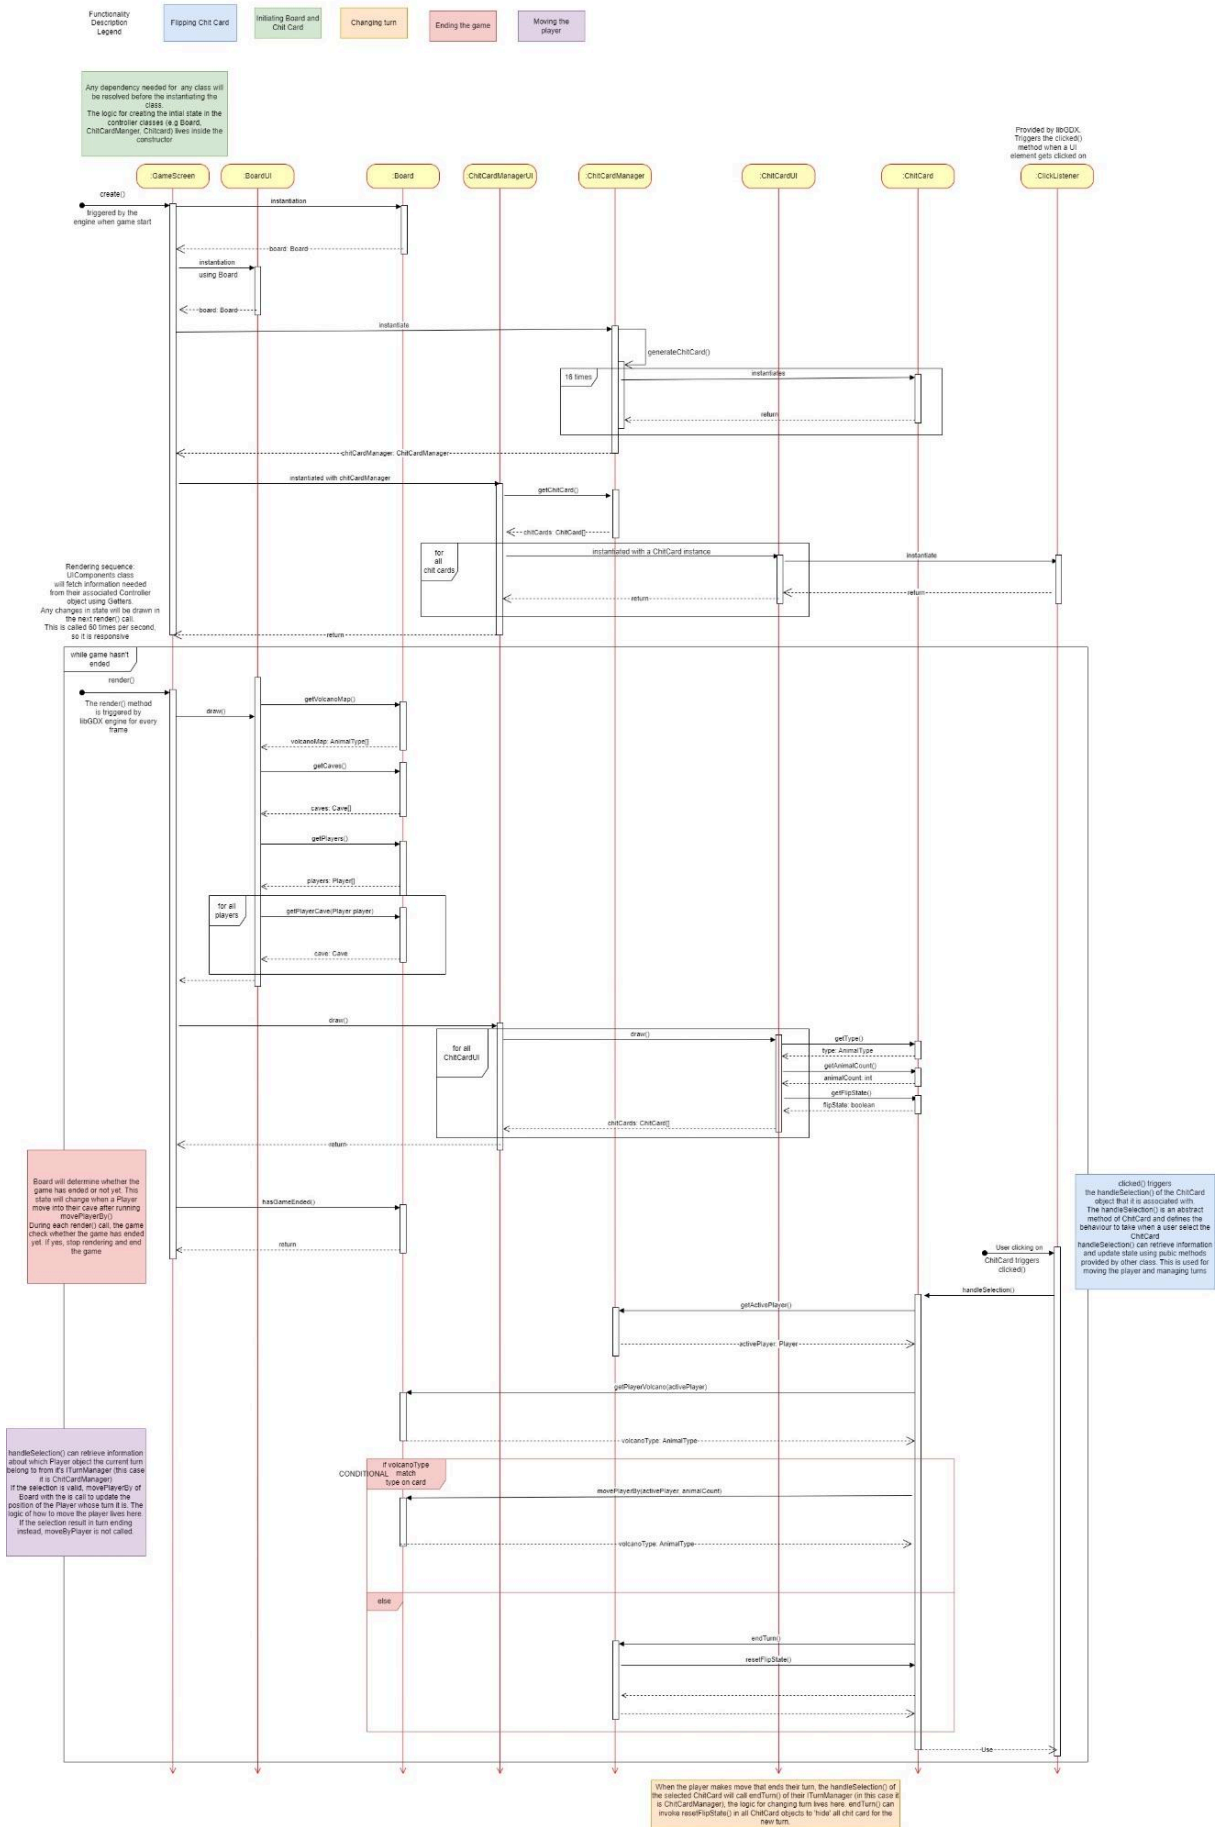 Functionality
Description
Legend
Flipping Chit Card
Initiating Board and
Chit Card
Changing turn
Ending the game
Moving the
player
Any dependency needed for any class will
be resolved before the instantiating the
class.
The logic for creating the intial state in the
controller classes (e.g Board,
ChitCardManger, Chitcard) lives inside the
constructor
Provided by libGDX.
Triggers the clicked()
method when a UI
element gets clicked on
:GameScreen
:BoardUI
:Board
ChitCardManagerUI
:ChitCardManager
:ChitCardUI
:ChitCard
:ClickListener
create()
triggered by the
engine when game start
instantiation
board: Board
instantiation
using Board
board: Board
instantiate
generateChitCard()
16 times
instantiates
return
chitCardManager: ChitCardManager
instantiated with chitCardManager
getChitCard()
chitCards: ChitCard[]
for
all
chit cards
instantiated with a ChitCard instance
instantiate
return
return
Rendering sequence:
UIComponents class
will fetch information needed
from their associated Controller
object using Getters.
Any changes in state will be drawn in
the next render() call.
This is called 60 times per second,
so it is responsive
return
while game hasn't
ended
render()
The render() method
is triggered by
libGDX engine for every
frame
draw()
getVolcanoMap()
volcanoMap: AnimalType[]
getCaves()
caves: Cave[]
getPlayers()
players: Player[]
for all
players
getPlayerCave(Player player)
cave: Cave
draw()
for all
ChitCardUI
draw()
getType()
type: AnimalType
getAnimalCount()
animalCount: int
getFlipState()
flipState: boolean
chitCards: ChitCard[]
return
Board will determine whether the
game has ended or not yet. This
state will change when a Player
move into their cave after running
movePlayerBy()
During each render() call, the game
check whether the game has ended
yet. If yes, stop rendering and end
the game
hasGameEnded()
return
clicked() triggers
the handleSelection() of the ChitCard
object that it is associated with.
The handleSelection() is an abstract
method of ChitCard and defines the
behaviour to take when a user select the
ChitCard
handleSelection() can retrieve information
and update state using pubic methods
provided by other class. This is used for
moving the player and managing turns
User clicking on
ChitCard triggers
clicked()
handleSelection()
getActivePlayer()
activePlayer: Player
getPlayerVolcano(activePlayer)
volcanoType: AnimalType
handleSelection() can retrieve information
about which Player object the current turn
belong to from it's ITurnManager (this case
it is ChitCardManager)
If the selection is valid, movePlayerBy of
Board with the is call to update the
position of the Player whose turn it is. The
logic of how to move the player lives here.
If the selection result in turn ending
instead, moveByPlayer is not called.
CONDITIONAL
if volcanoType
match
type on card
movePlayerBy(activePlayer, animalCount)
volcanoType: AnimalType
else
endTurn()
resetFlipState()
Use
When the player makes move that ends their turn, the handleSelection() of
the selected ChitCard will call endTurn() of their ITurnManager (in this case it
is ChitCardManager), the logic for changing turn lives here. endTurn() can
invoke resetFlipState() in all ChitCard objects to 'hide' all chit card for the
new turn.